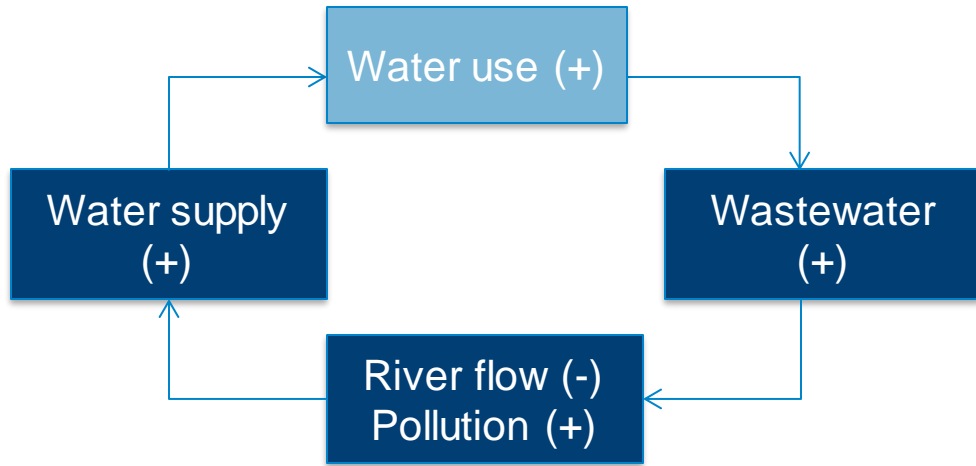 Water use (+)
Water supply
(+)
Wastewater
(+)
River flow (-)
Pollution (+)